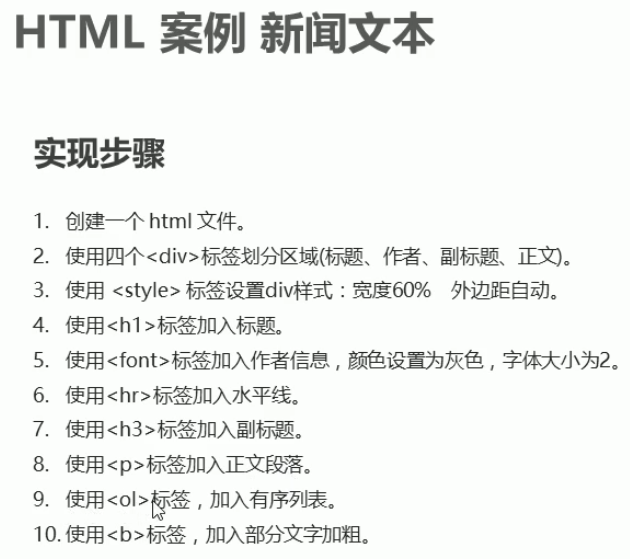 HTML 案例 新闻文本
实现步骤
1. 创建一个 html 文件。
2. 使用四个<div>标签划分区域(标题、作者、副标题、正文)。
3. 使用 <style> 标签设置div样式：宽度60% 外边距自动。
4. 使用<h1>标签加入标题。
5. 使用<font>标签加入作者信息，颜色设置为灰色，字体大小为2。
6. 使用<hr>标签加入水平线。
7. 使用<h3>标签加入副标题。
8. 使用<p>标签加入正文段落。
9. 使用<ol>标签，加入有序列表。
10. 使用<b>标签，加入部分文字加粗。